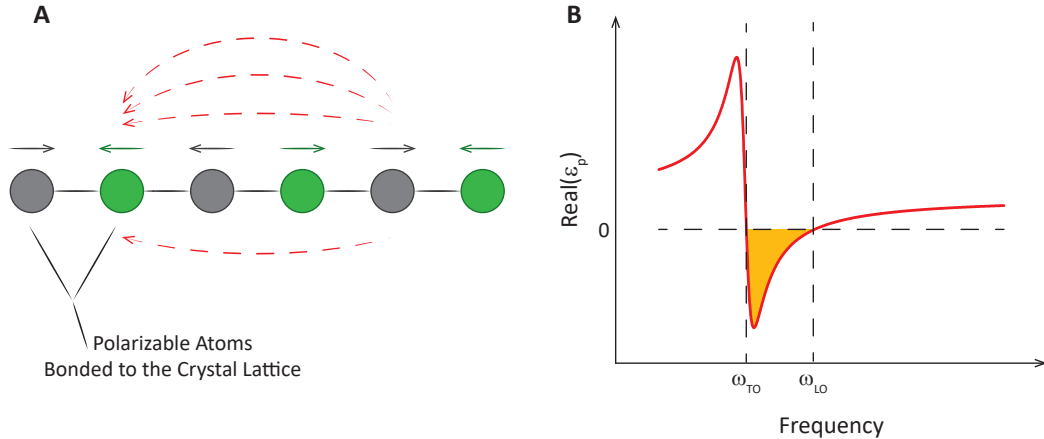 A
Polarizable Atoms
Bonded to the Crystal Lattice
B
Real(ε_p)
0
ω_TO
ω_LO
Frequency